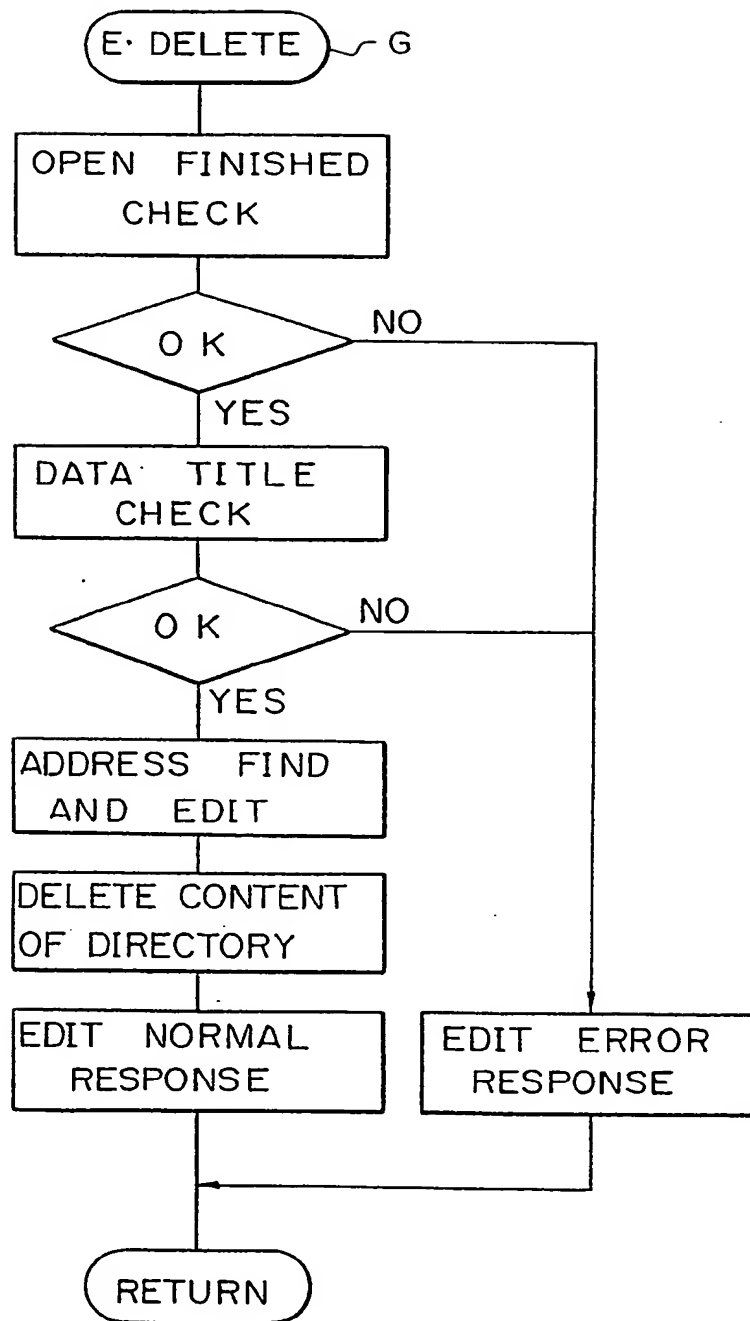 E· DELETE
G
OPEN FINISHED
CHECK
OK
NO
YES
DATA TITLE
CHECK
OK
NO
YES
ADDRESS FIND
AND EDIT
DELETE CONTENT
OF DIRECTORY
EDIT NORMAL
RESPONSE
EDIT ERROR
RESPONSE
RETURN